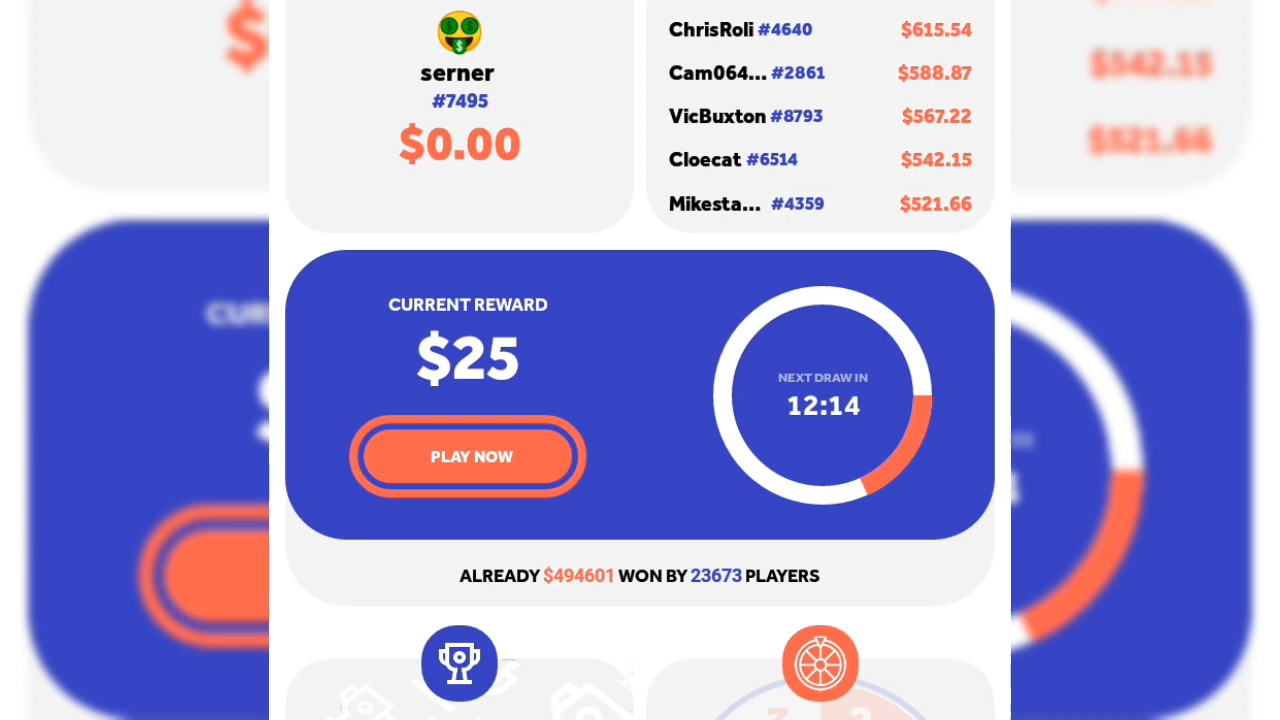 serner
#7495
$0.00
ChrisRoli #4640 $615.54
Cam064... #2861 $588.87
VicBuxton #8793 $567.22
Cloecat #6514 $542.15
Mikesta... #4359 $521.66
CURRENT REWARD
$25
PLAY NOW
NEXT DRAW IN
12:14
ALREADY $494601 WON BY 23673 PLAYERS